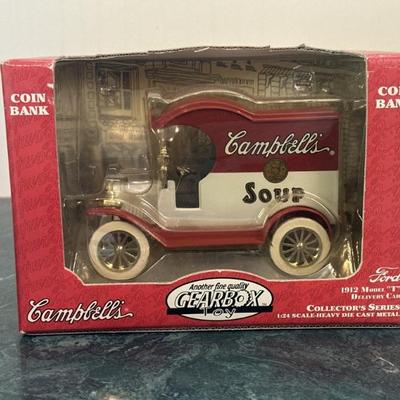 COIN
BANK
COI
BAN
Campbell's
Soup
Ford
1912 MODEL "T"
DELIVERY CAR
Campbell's
Another fine quality
GEARBOX
Toy
COLLECTOR'S SERIES
1:24 SCALE-HEAVY DIE CAST METAL